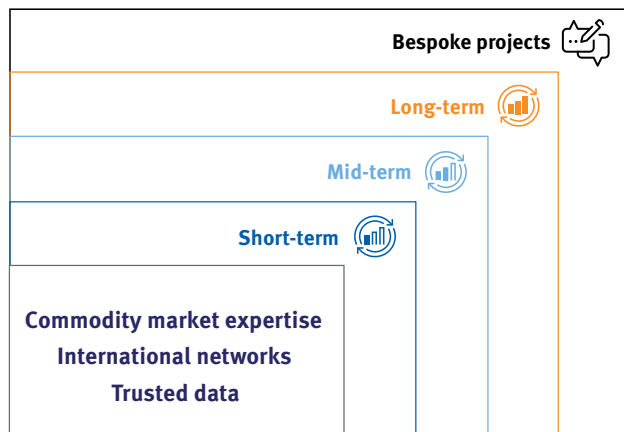 Bespoke projects
Long-term
Mid-term
Short-term
Commodity market expertise
International networks
Trusted data